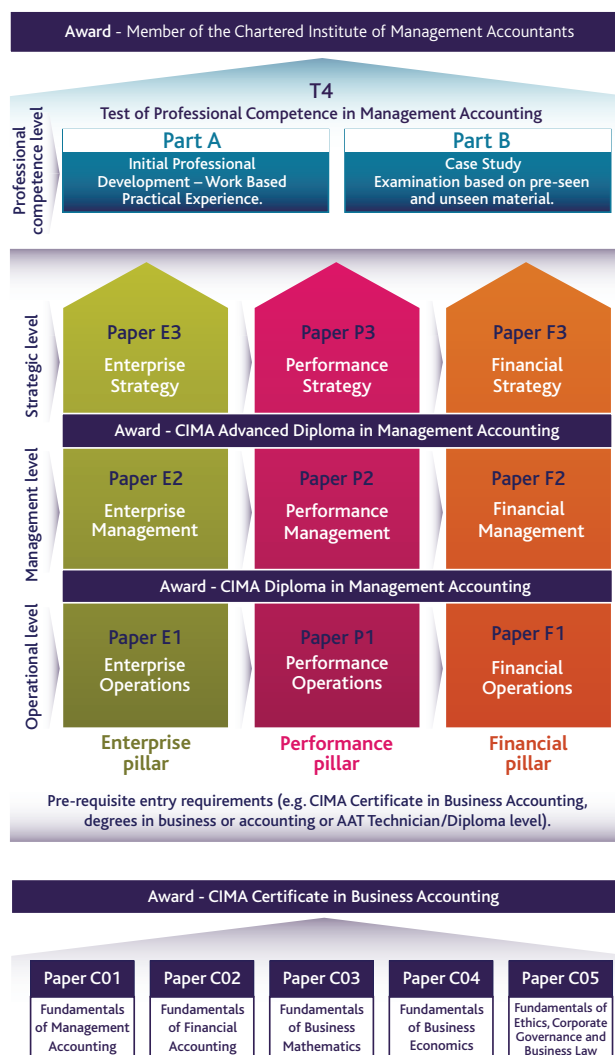 Award - Member of the Chartered Institute of Management Accountants
T4
Test of Professional Competence in Management Accounting
Professional
competence level
Part A
Initial Professional
Development – Work Based
Practical Experience.
Part B
Case Study
Examination based on pre-seen
and unseen material.
Strategic level
Paper E3
Enterprise
Strategy
Paper P3
Performance
Strategy
Paper F3
Financial
Strategy
Award - CIMA Advanced Diploma in Management Accounting
Management level
Paper E2
Enterprise
Management
Paper P2
Performance
Management
Paper F2
Financial
Management
Award - CIMA Diploma in Management Accounting
Operational level
Paper E1
Enterprise
Operations
Paper P1
Performance
Operations
Paper F1
Financial
Operations
Enterprise
pillar
Performance
pillar
Financial
pillar
Pre-requisite entry requirements (e.g. CIMA Certificate in Business Accounting,
degrees in business or accounting or AAT Technician/Diploma level).
Award - CIMA Certificate in Business Accounting
Paper C01
Fundamentals
of Management
Accounting
Paper C02
Fundamentals
of Financial
Accounting
Paper C03
Fundamentals
of Business
Mathematics
Paper C04
Fundamentals
of Business
Economics
Paper C05
Fundamentals of
Ethics, Corporate
Governance and
Business Law